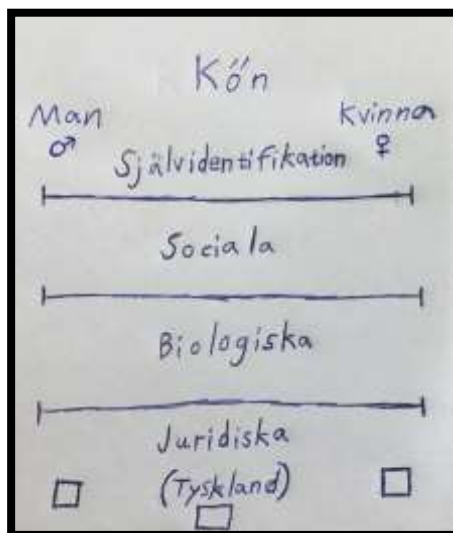 Kön
Man Kvinna
♂ ♀
Självidentifikation
Sociala
Biologiska
Juridiska
(Tyskland)